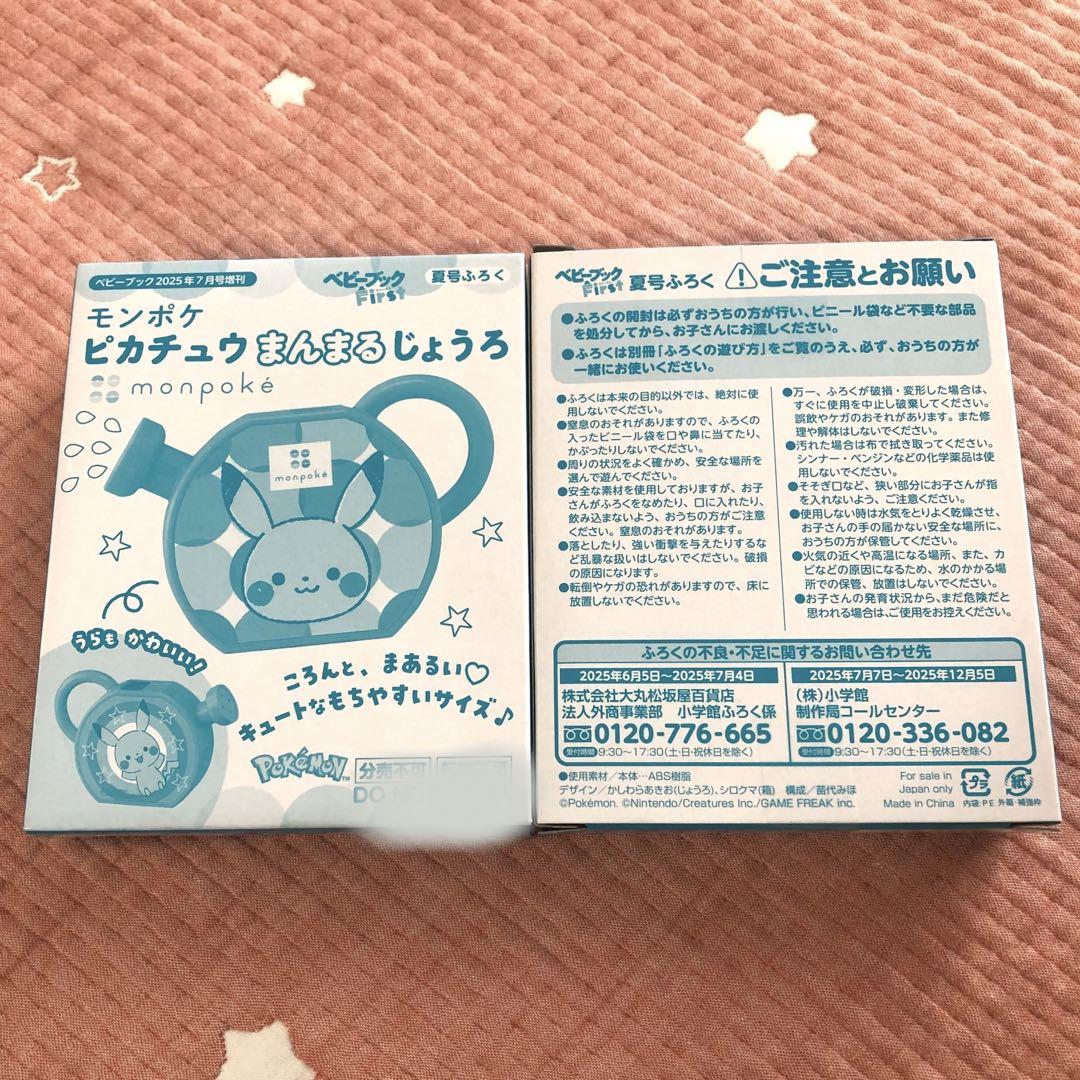 ベビーブック 2025年7月号増刊
ベビーブック
First
夏号ふろく
モンポケ
ピカチュウ まんまる じょうろ
monpoké
monpoké
うらも かわいい!
ころんと、まあるい♡
キュートなもちやすいサイズ♪
POKéMON™
分売不可
DO
ベビーブック
First
夏号ふろく
ご注意とお願い
●ふろくの開封は必ずおうちの方が行い、ビニール袋など不要な部品
を処分してから、お子さんにお渡しください。
●ふろくは別冊「ふろくの遊び方」をご覧のうえ、必ず、おうちの方が
一緒にお使いください。
●ふろくは本来の目的以外では、絶対に使
用しないでください。
●窒息のおそれがありますので、ふろくの
入ったビニール袋を口や鼻に当てたり、
かぶったりしないでください。
●周りの状況をよく確かめ、安全な場所を
選んで遊んでください。
●安全な素材を使用しておりますが、お子
さんがふろくをなめたり、口に入れたり、
飲み込まないよう、おうちの方がご注意
ください。窒息のおそれがあります。
●落としたり、強い衝撃を与えたりするな
ど乱暴な扱いはしないでください。破損
の原因になります。
●転倒やケガの恐れがありますので、床に
放置しないでください。
●万一、ふろくが破損・変形した場合は、
すぐに使用を中止し破棄してください。
誤飲やケガのおそれがあります。また修
理や解体はしないでください。
●汚れた場合は布で拭き取ってください。
シンナー・ベンジンなどの化学薬品は使
用しないでください。
●そそぎ口など、狭い部分にお子さんが指
を入れないよう、ご注意ください。
●使用しない時は水気をとりよく乾燥させ、
お子さんの手の届かない安全な場所に、
おうちの方が保管してください。
●火気の近くや高温になる場所、また、カ
ビなどの原因になるため、水のかかる場
所での保管、放置はしないでください。
●お子さんの発育状況から、まだ危険だと
思われる場合は、ご使用をお控えください。
ふろくの不良・不足に関するお問い合わせ先
2025年6月5日〜2025年7月4日
株式会社大丸松坂屋百貨店
法人外商事業部 小学館ふろく係
0120-776-665
受付時間 9:30〜17:30(土・日・祝休日を除く)
2025年7月7日〜2025年12月5日
(株)小学館
制作局コールセンター
0120-336-082
受付時間 9:30〜17:30(土・日・祝休日を除く)
●使用素材/本体…ABS樹脂
デザイン/かしわらあきお(じょうろ)、シロクマ(箱) 構成/苗代みほ
©Pokémon. ©Nintendo/Creatures Inc./GAME FREAK inc.
For sale in
Japan only
Made in China
プラ
紙
内袋:PE 外箱・補強枠